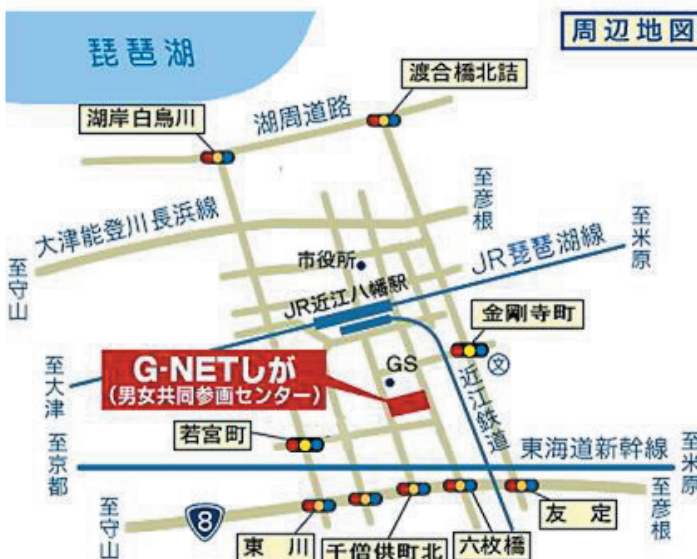 周辺地図
琵琶湖
渡合橋北詰
湖岸白鳥川
湖周道路
至彦根
大津能登川長浜線
至米原
市役所
JR琵琶湖線
至守山
JR近江八幡駅
金剛寺町
文
GS
G-NETしが
(男女共同参画センター)
至大津
近江鉄道
若宮町
至京都
東海道新幹線
至米原
至守山
8
至彦根
東川
千僧供町北
六枚橋
友定